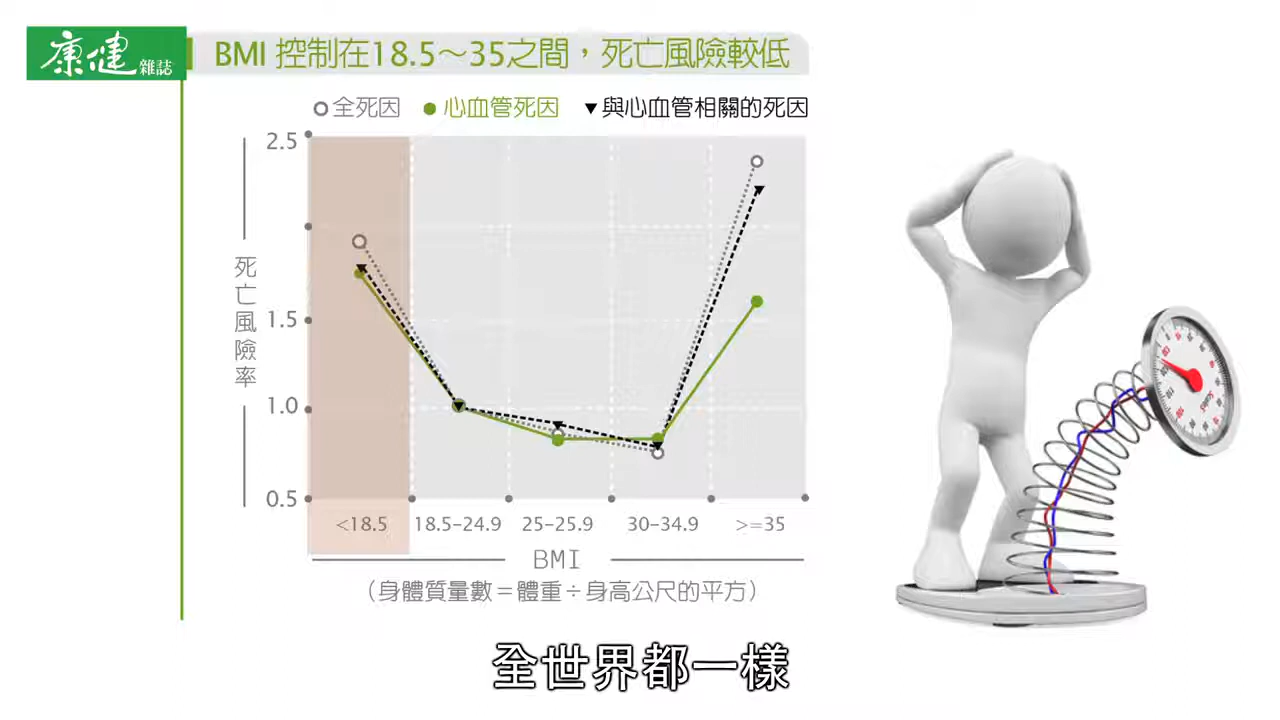 康健雜誌
BMI 控制在18.5～35之間，死亡風險較低
全死因 心血管死因 與心血管相關的死因
2.5
1.5
1.0
0.5
死亡風險率
<18.5 18.5-24.9 25-25.9 30-34.9 >=35
BMI
（身體質量數＝體重÷身高公尺的平方）
全世界都一樣